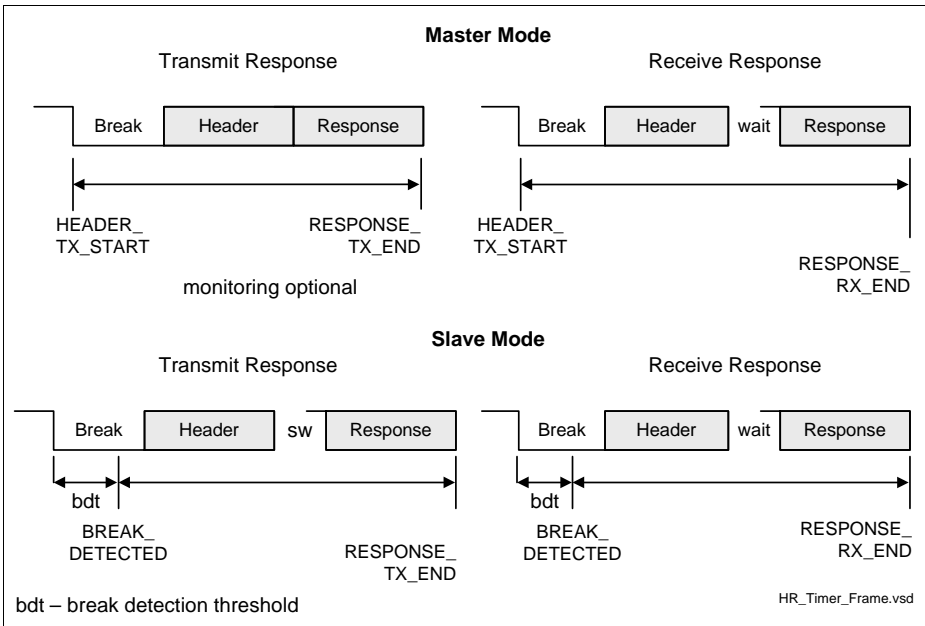 Master Mode
Transmit Response
Receive Response
Break
Header
Response
Break
Header
wait
Response
HEADER_
TX_START
RESPONSE_
TX_END
HEADER_
TX_START
RESPONSE_
RX_END
monitoring optional
Slave Mode
Transmit Response
Receive Response
Break
Header
sw
Response
Break
Header
wait
Response
bdt
bdt
BREAK_
DETECTED
RESPONSE_
TX_END
BREAK_
DETECTED
RESPONSE_
RX_END
bdt – break detection threshold
HR_Timer_Frame.vsd